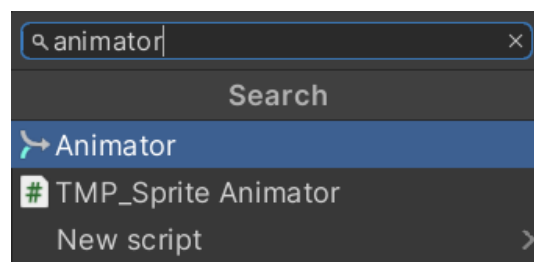 animator
Search
Animator
TMP_Sprite Animator
New script